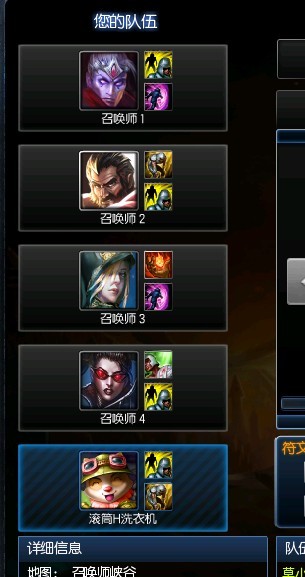 您的队伍
召唤师 1
召唤师 2
召唤师 3
召唤师 4
滚筒H洗衣机
符文
详细信息
队伍
地图： 召唤师峡谷
莫小